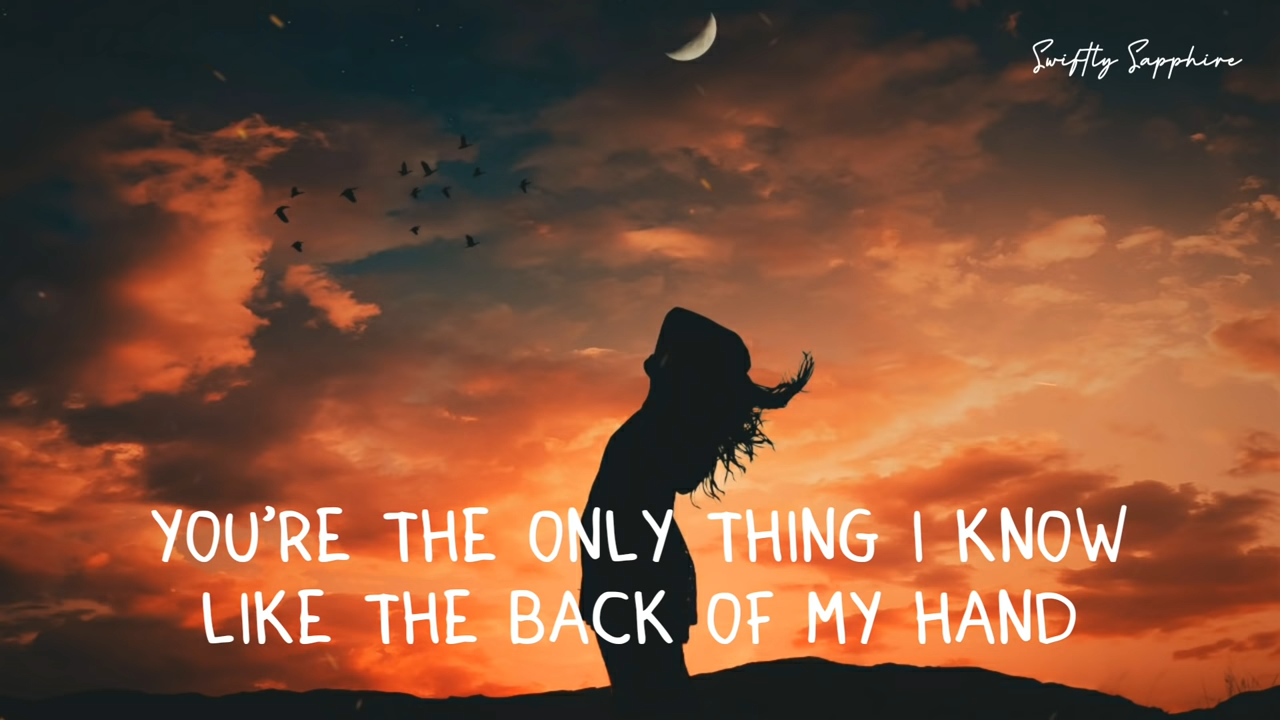 Swiftly Sapphire
YOU'RE THE ONLY THING I KNOW
LIKE THE BACK OF MY HAND